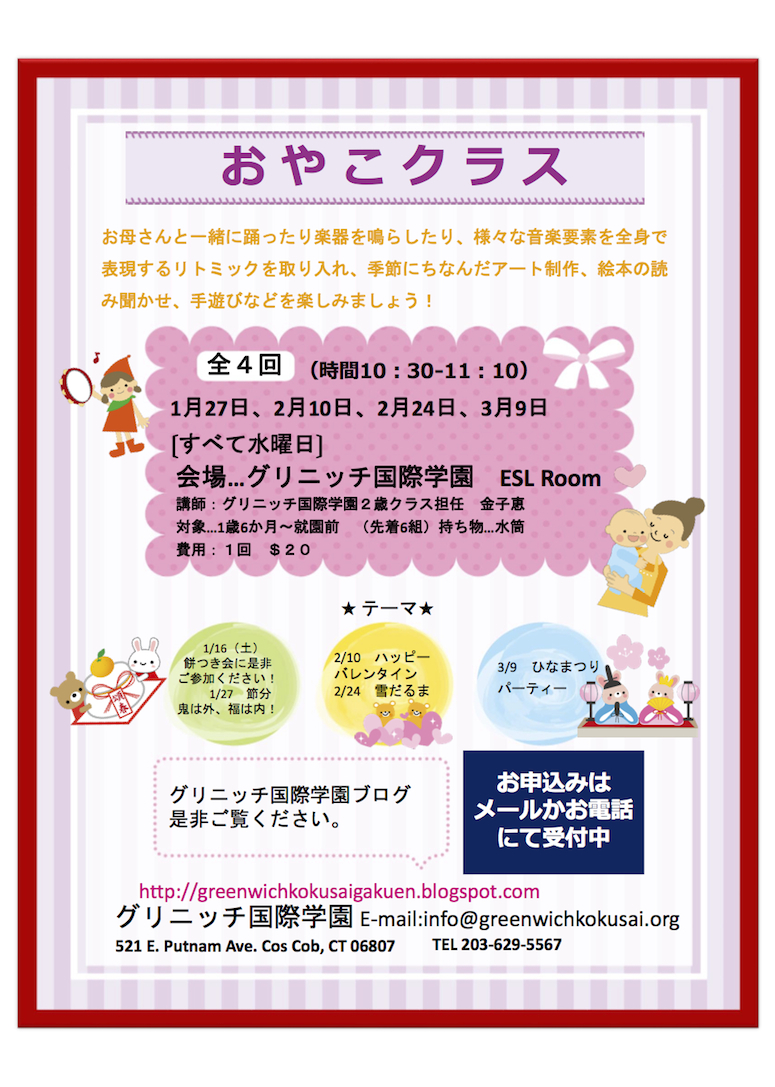 おやこクラス
お母さんと一緒に踊ったり楽器を鳴らしたり、様々な音楽要素を全身で
表現するリトミックを取り入れ、季節にちなんだアート制作、絵本の読
み聞かせ、手遊びなどを楽しみましょう！
全４回 （時間10：30-11：10）
1月27日、2月10日、2月24日、3月9日
[すべて水曜日]
会場…グリニッチ国際学園　ESL Room
講師：グリニッチ国際学園２歳クラス担任　金子恵
対象…1歳6か月～就園前　（先着6組）持ち物…水筒
費用：１回　＄２０
★ テーマ★
1/16（土）
餅つき会に是非
ご参加ください！
1/27　節分
鬼は外、福は内！
2/10　ハッピー
バレンタイン
2/24　雪だるま
3/9　ひなまつり
パーティー
頌春
グリニッチ国際学園ブログ
是非ご覧ください。
お申込みは
メールかお電話
にて受付中
http://greenwichkokusaigakuen.blogspot.com
グリニッチ国際学園 E-mail:info@greenwichkokusai.org
521 E. Putnam Ave. Cos Cob, CT 06807　TEL 203-629-5567